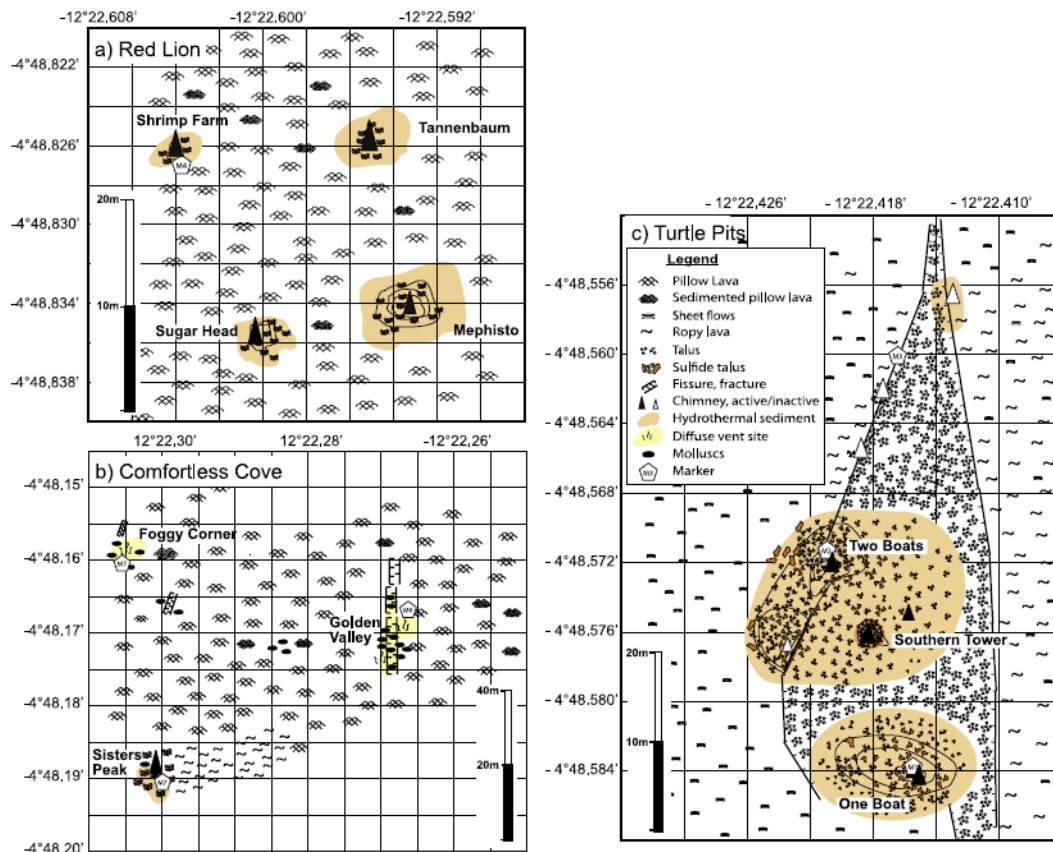 -12°22,608'
-12°22.600'
-12°22,592'
a) Red Lion
-4°48,822'
-4°48,826'
-4°48,830'
-4°48,834'
-4°48,838'
Shrimp Farm
M4
Tannenbaum
20m
10m
Sugar Head
Mephisto
12°22,30'
12°22,28'
12°22,26'
b) Comfortless Cove
-4°48,15'
-4°48,16'
-4°48,17'
-4°48,18'
-4°48,19'
-4°48,20'
Foggy Corner
Golden
Valley
40m
20m
Sisters
Peak
-12°22,426'
-12°22,418'
-12°22,410'
c) Turtle Pits
Legend
Pillow Lava
Sedimented pillow lava
Sheet flows
Ropy lava
Talus
Sulfide talus
Fissure, fracture
Chimney, active/inactive
Hydrothermal sediment
Diffuse vent site
Molluscs
M3
Marker
-4°48,556'
-4°48,560'
-4°48,564'
-4°48,568'
-4°48,572'
-4°48,576'
-4°48,580'
-4°48,584'
M3
Two Boats
Southern Tower
20m
10m
One Boat